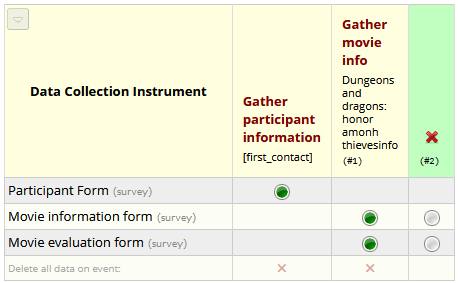 Data Collection Instrument
Gather
participant
information
[first_contact]
Gather
movie
info
Dungeons
and
dragons:
honor
amonh
thievesinfo
(#1)
(#2)
Participant Form (survey)
Movie information form (survey)
Movie evaluation form (survey)
Delete all data on event: